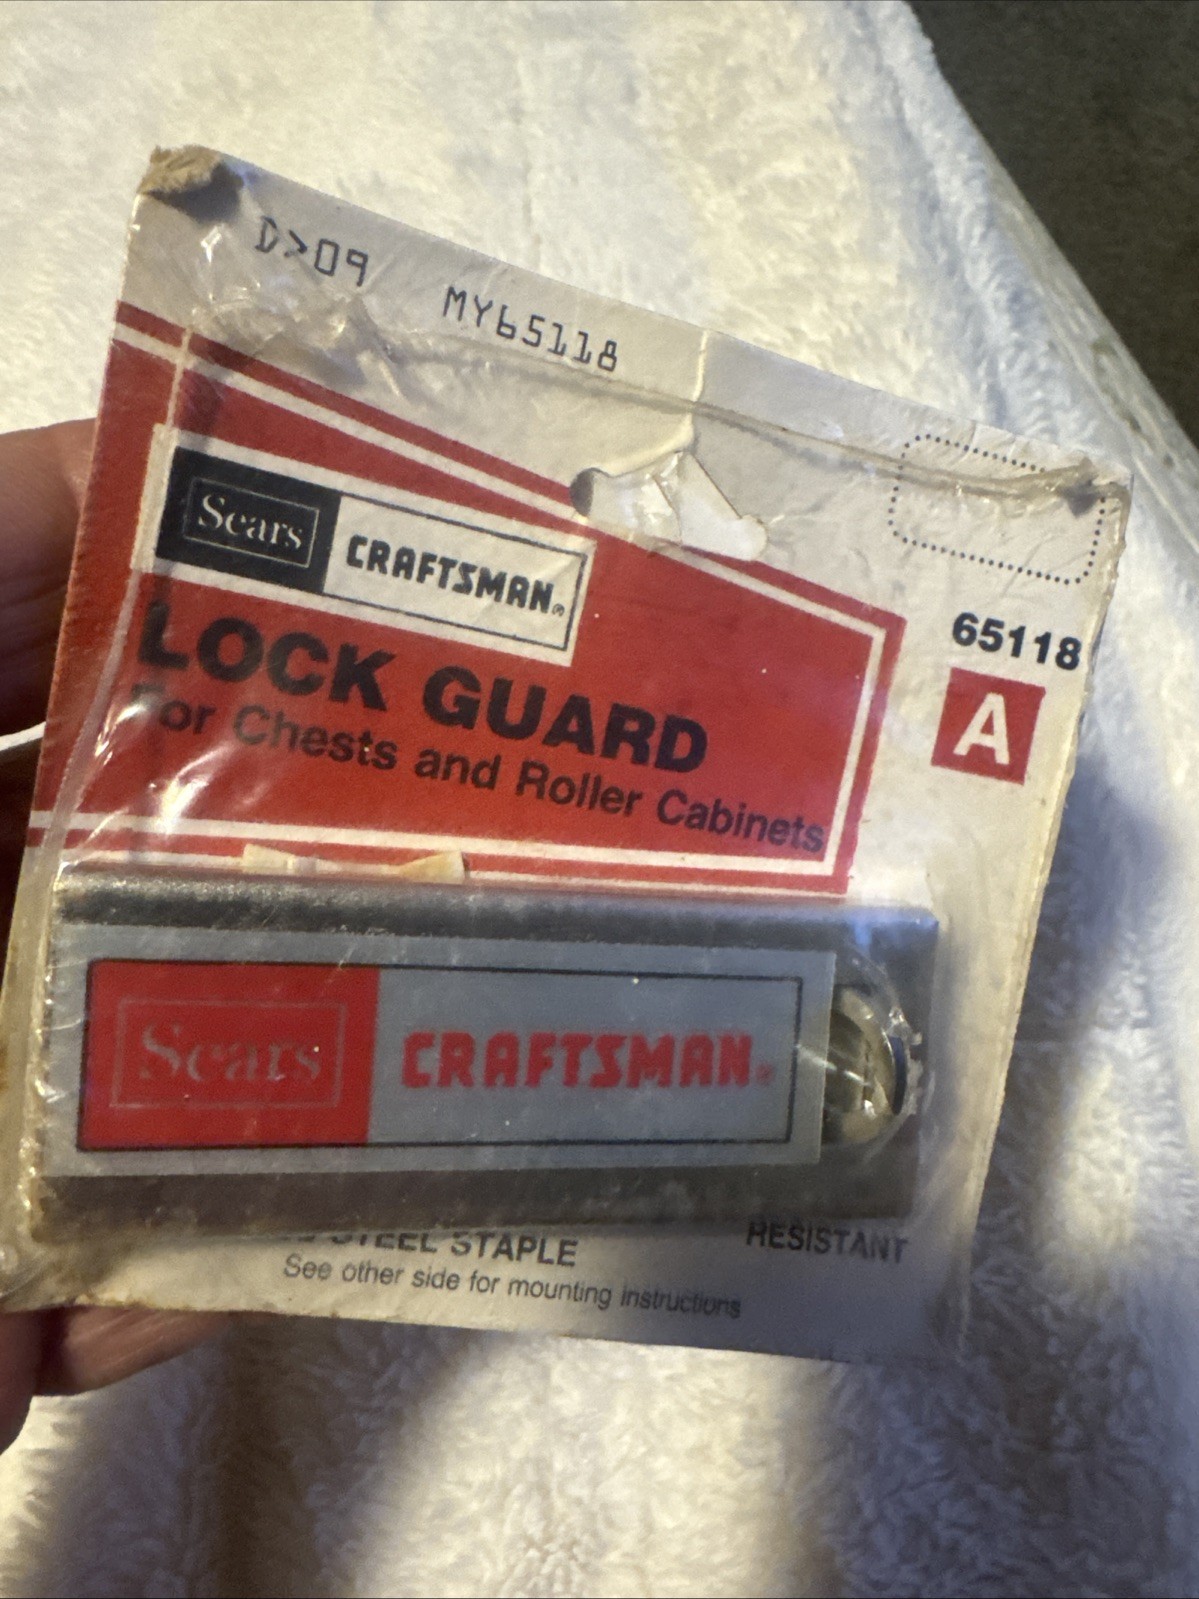 D>09 MY65118
Sears CRAFTSMAN®
65118
A
LOCK GUARD
For Chests and Roller Cabinets
Sears CRAFTSMAN®
STEEL STAPLE
RESISTANT
See other side for mounting instructions